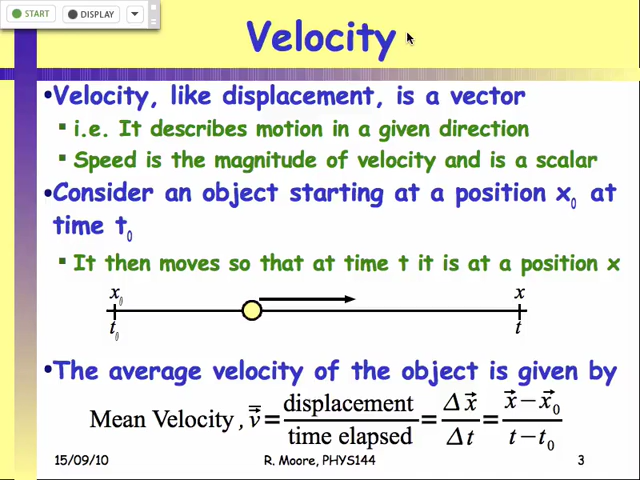 START DISPLAY
Velocity
•Velocity, like displacement, is a vector
▪ i.e. It describes motion in a given direction
▪ Speed is the magnitude of velocity and is a scalar
•Consider an object starting at a position x₀ at
time t₀
▪ It then moves so that at time t it is at a position x
x₀ x
t₀ t
•The average velocity of the object is given by
Mean Velocity, v̄⃗ = displacement / time elapsed = Δx⃗ / Δt = (x⃗ − x⃗₀) / (t − t₀)
15/09/10 R. Moore, PHYS144 3